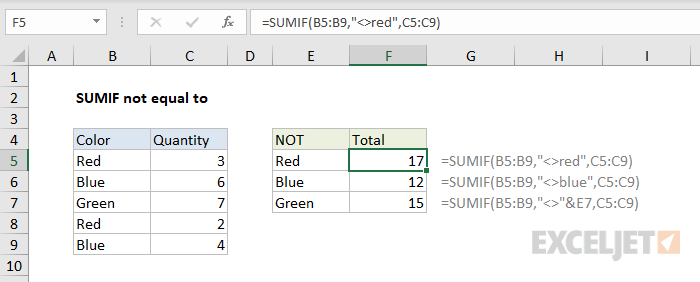 F5 =SUMIF(B5:B9,"<>red",C5:C9)
A B C D E F G H I
1
2 SUMIF not equal to
3
4 Color Quantity NOT Total
5 Red 3 Red 17 =SUMIF(B5:B9,"<>red",C5:C9)
6 Blue 6 Blue 12 =SUMIF(B5:B9,"<>blue",C5:C9)
7 Green 7 Green 15 =SUMIF(B5:B9,"<>"&E7,C5:C9)
8 Red 2
9 Blue 4
10
EXCELJET